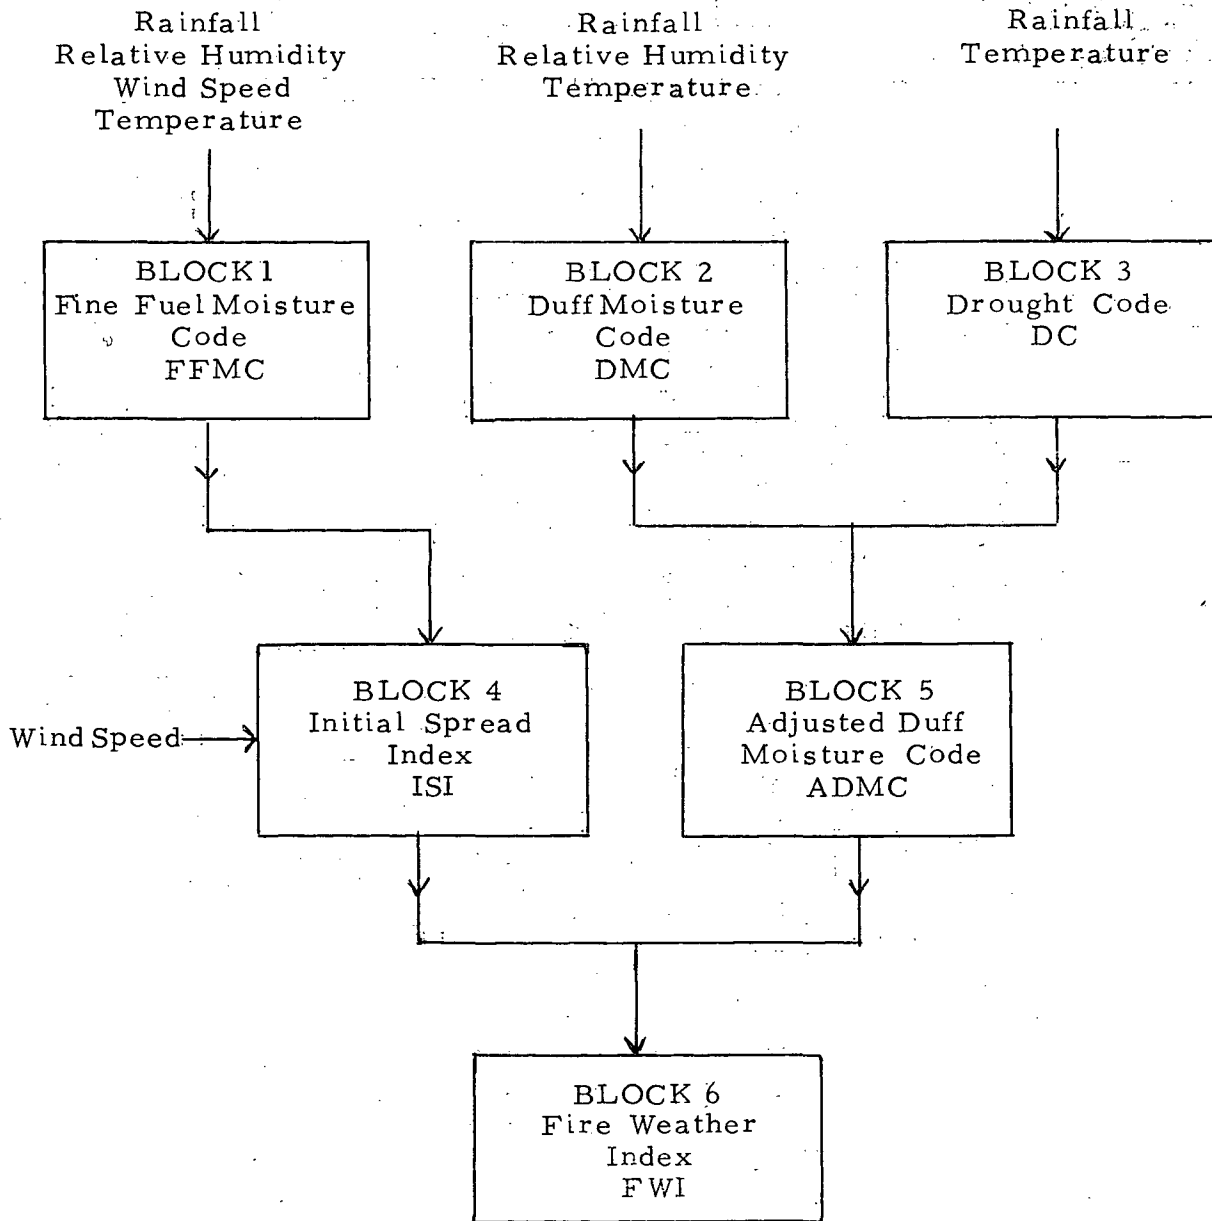 Rainfall
Relative Humidity
Wind Speed
Temperature
Rainfall
Relative Humidity
Temperature
Rainfall
Temperature
BLOCK 1
Fine Fuel Moisture
Code
FFMC
BLOCK 2
Duff Moisture
Code
DMC
BLOCK 3
Drought Code
DC
BLOCK 4
Initial Spread
Index
ISI
Wind Speed
BLOCK 5
Adjusted Duff
Moisture Code
ADMC
BLOCK 6
Fire Weather
Index
FWI